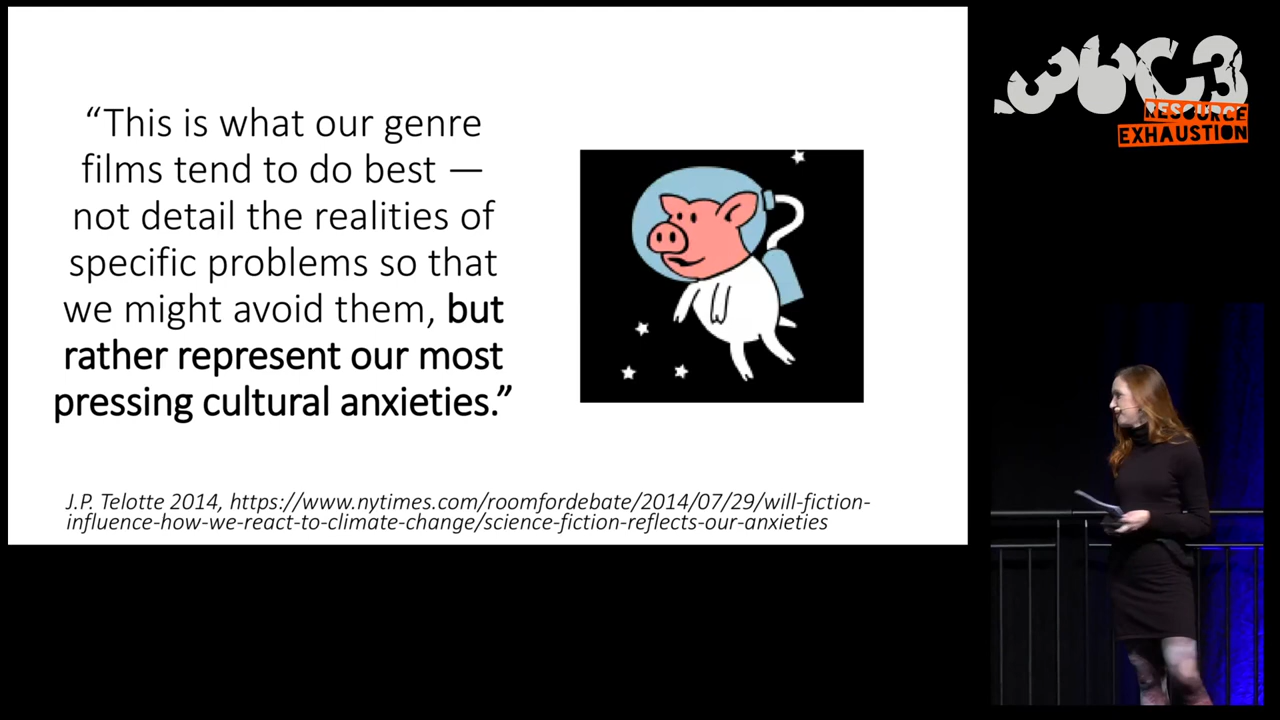 “This is what our genre
films tend to do best —
not detail the realities of
specific problems so that
we might avoid them, but
rather represent our most
pressing cultural anxieties.”
J.P. Telotte 2014, https://www.nytimes.com/roomfordebate/2014/07/29/will-fiction-
influence-how-we-react-to-climate-change/science-fiction-reflects-our-anxieties
36C3
RESOURCE
EXHAUSTION